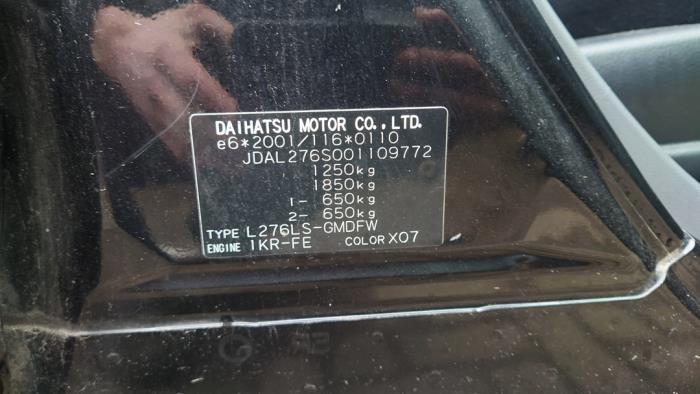 DAIHATSU MOTOR CO., LTD.
e6*2001/116*0110
JDAL276S001109772
1250kg
1850kg
1- 650kg
2- 650kg
TYPE L276LS-GMDFW
ENGINE 1KR-FE COLOR X07